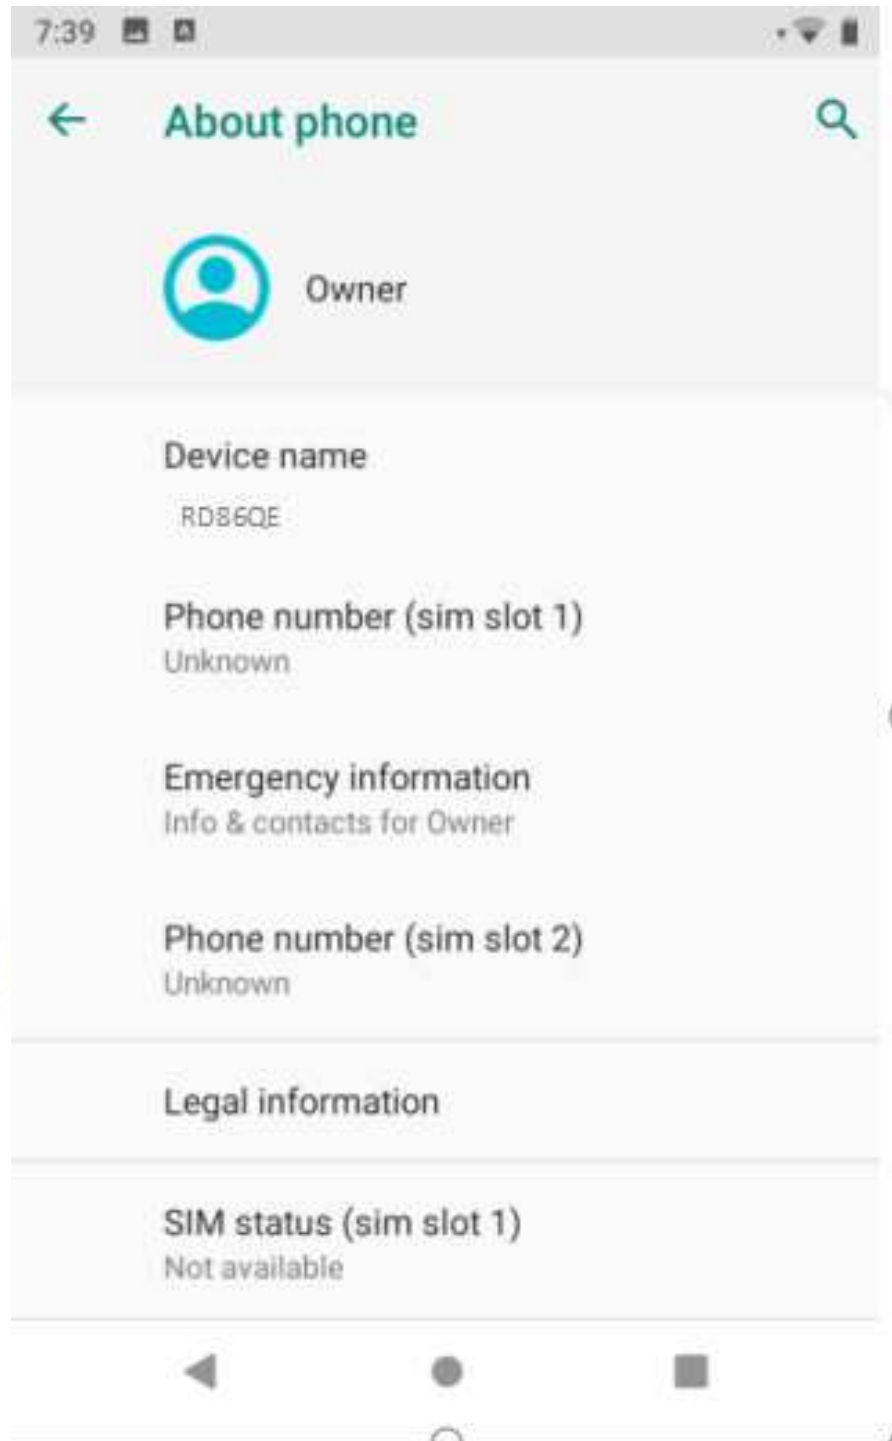 7:39
About phone
Owner
Device name
RD86QE
Phone number (sim slot 1)
Unknown
Emergency information
Info & contacts for Owner
Phone number (sim slot 2)
Unknown
Legal information
SIM status (sim slot 1)
Not available